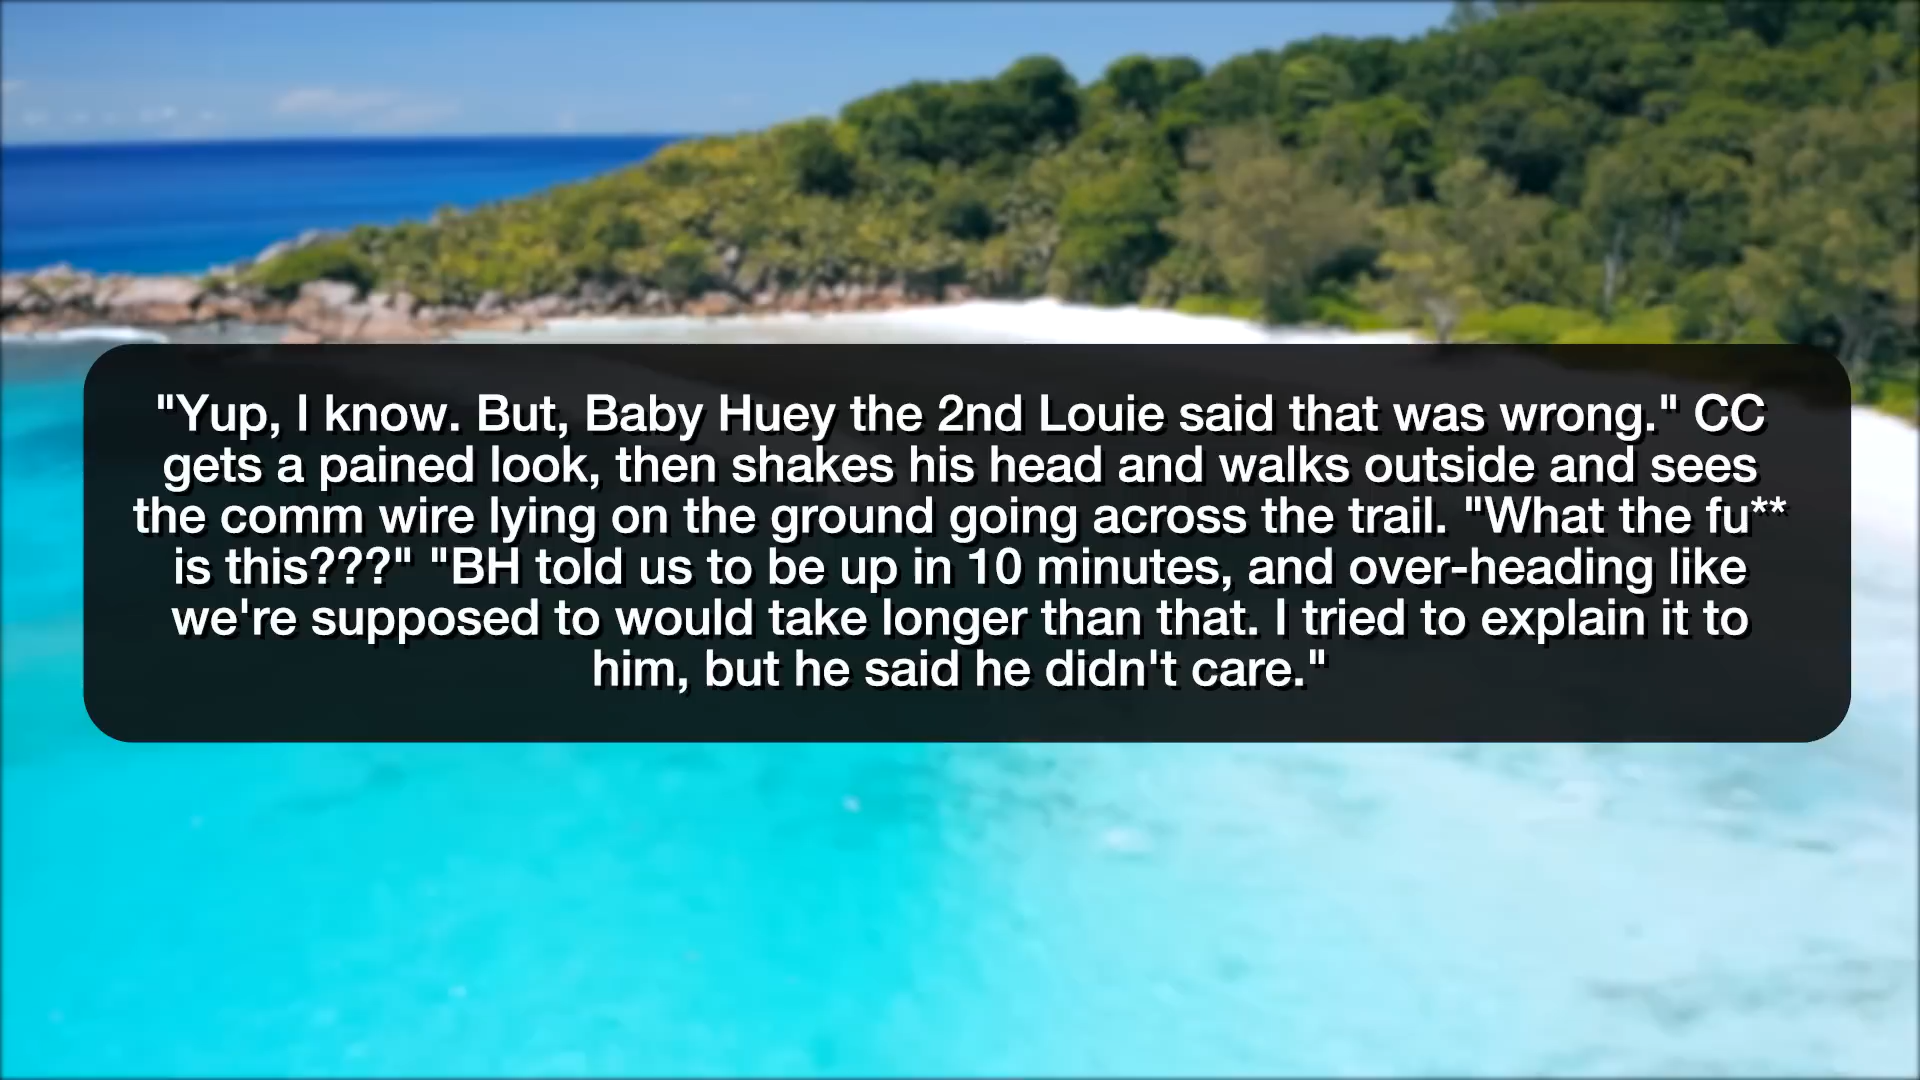 "Yup, I know. But, Baby Huey the 2nd Louie said that was wrong." CC
gets a pained look, then shakes his head and walks outside and sees
the comm wire lying on the ground going across the trail. "What the fu**
is this???" "BH told us to be up in 10 minutes, and over-heading like
we're supposed to would take longer than that. I tried to explain it to
him, but he said he didn't care."